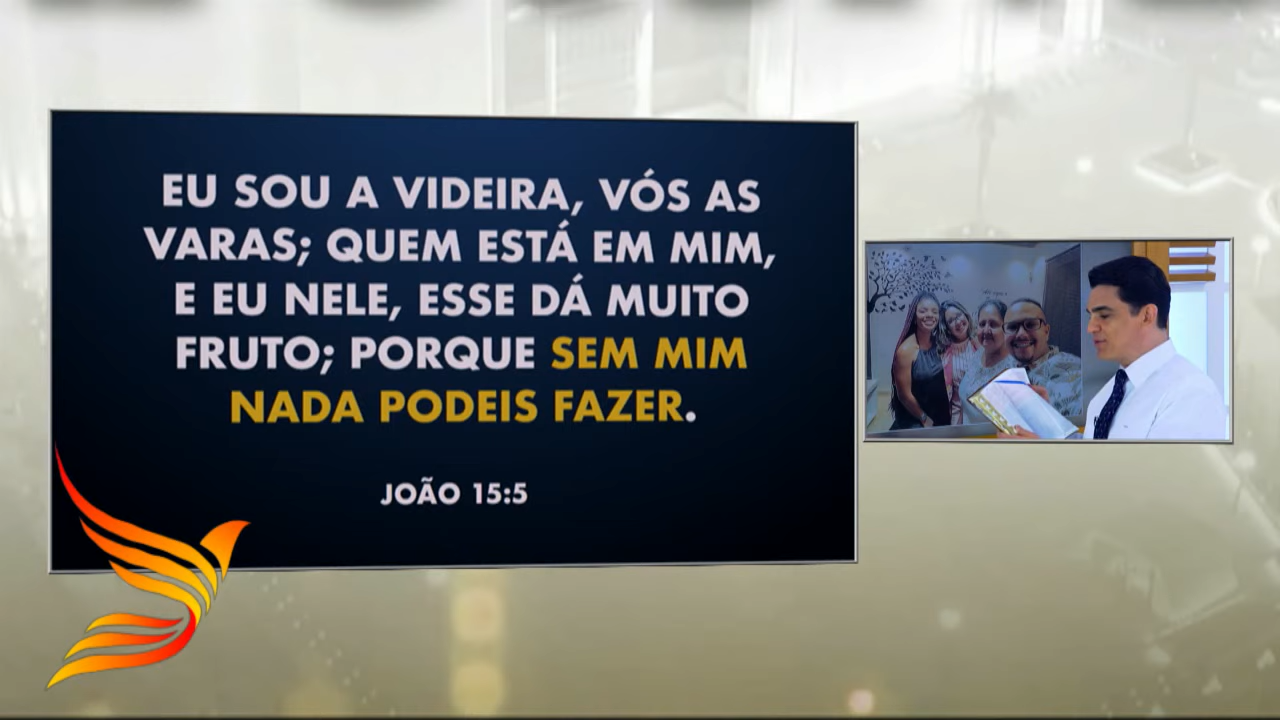 EU SOU A VIDEIRA, VÓS AS
VARAS; QUEM ESTÁ EM MIM,
E EU NELE, ESSE DÁ MUITO
FRUTO; PORQUE SEM MIM
NADA PODEIS FAZER.
JOÃO 15:5